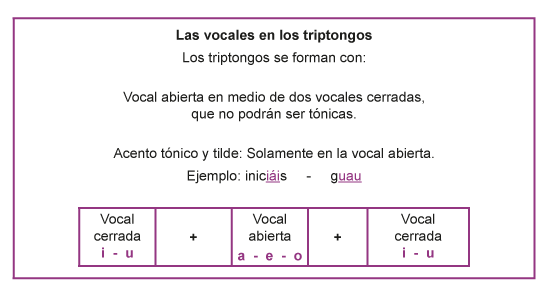 Las vocales en los triptongos
Los triptongos se forman con:
Vocal abierta en medio de dos vocales cerradas,
que no podrán ser tónicas.
Acento tónico y tilde: Solamente en la vocal abierta.
Ejemplo: iniciáis - guau
Vocal cerrada i - u
+
Vocal abierta a - e - o
+
Vocal cerrada i - u